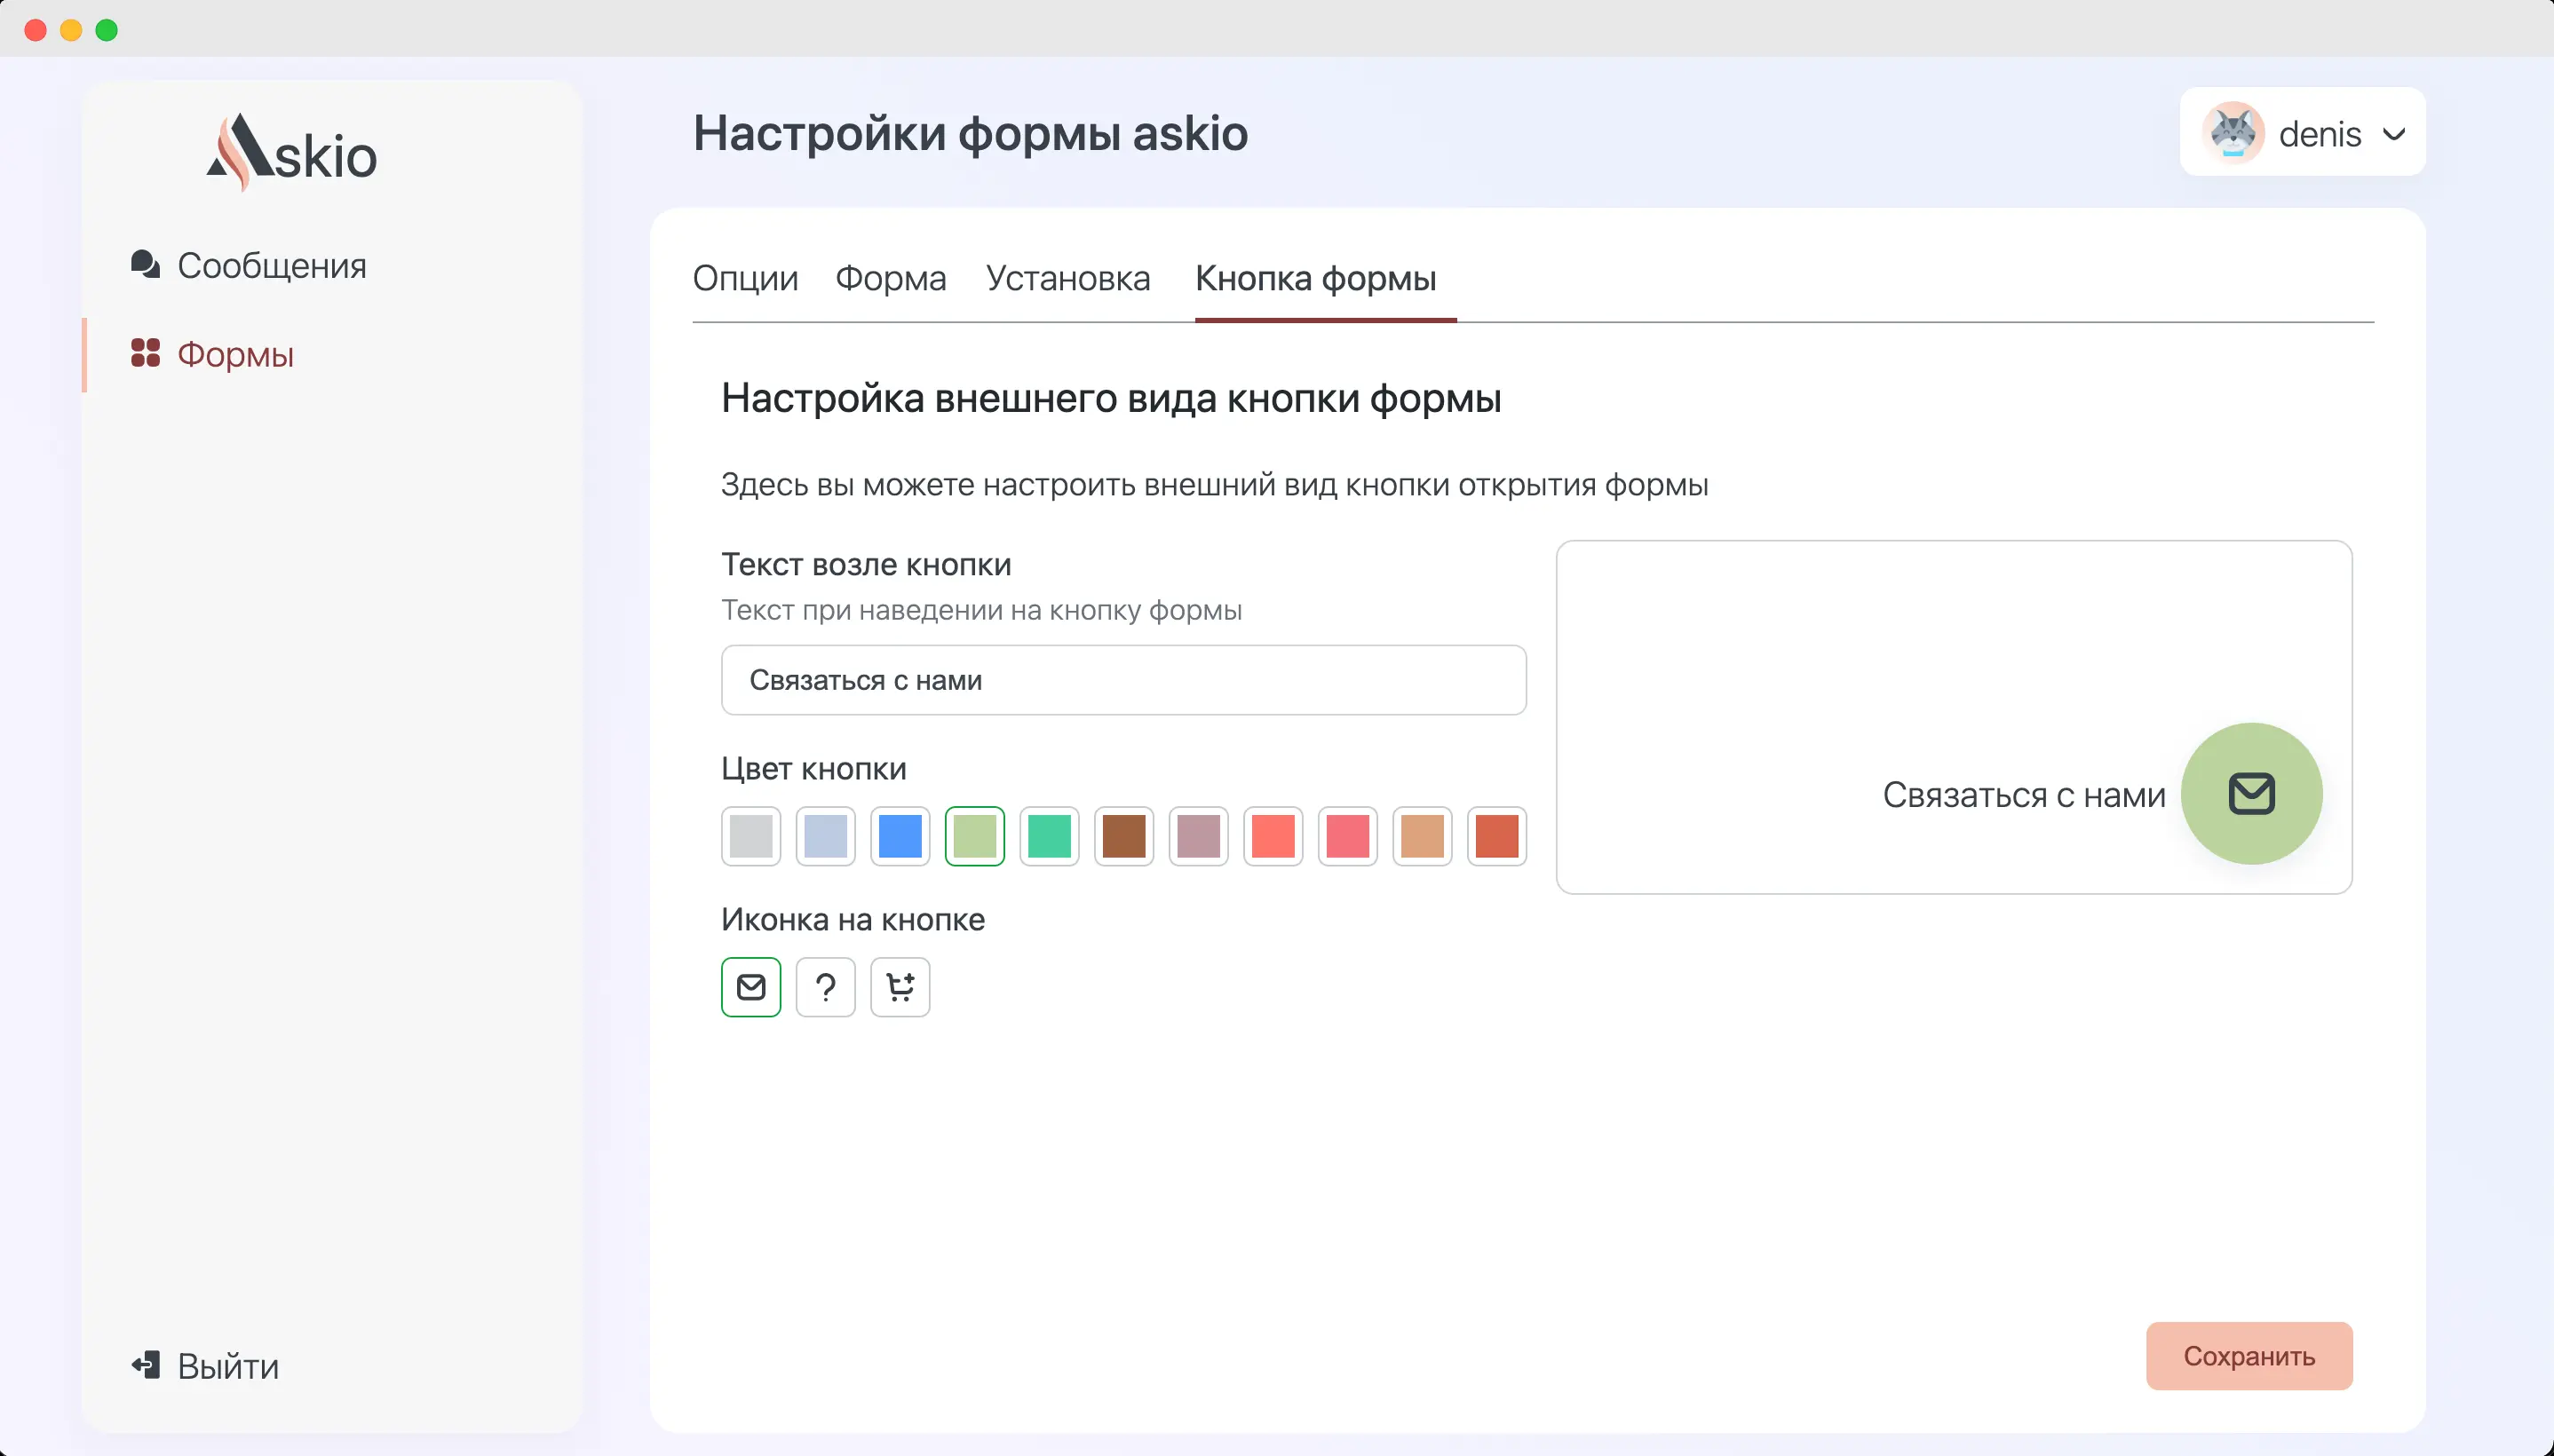 Askio
Сообщения
Формы
Выйти
Настройки формы askio
denis
Опции Форма Установка Кнопка формы
Настройка внешнего вида кнопки формы
Здесь вы можете настроить внешний вид кнопки открытия формы
Текст возле кнопки
Текст при наведении на кнопку формы
Связаться с нами
Цвет кнопки
Иконка на кнопке
?
Связаться с нами
Сохранить